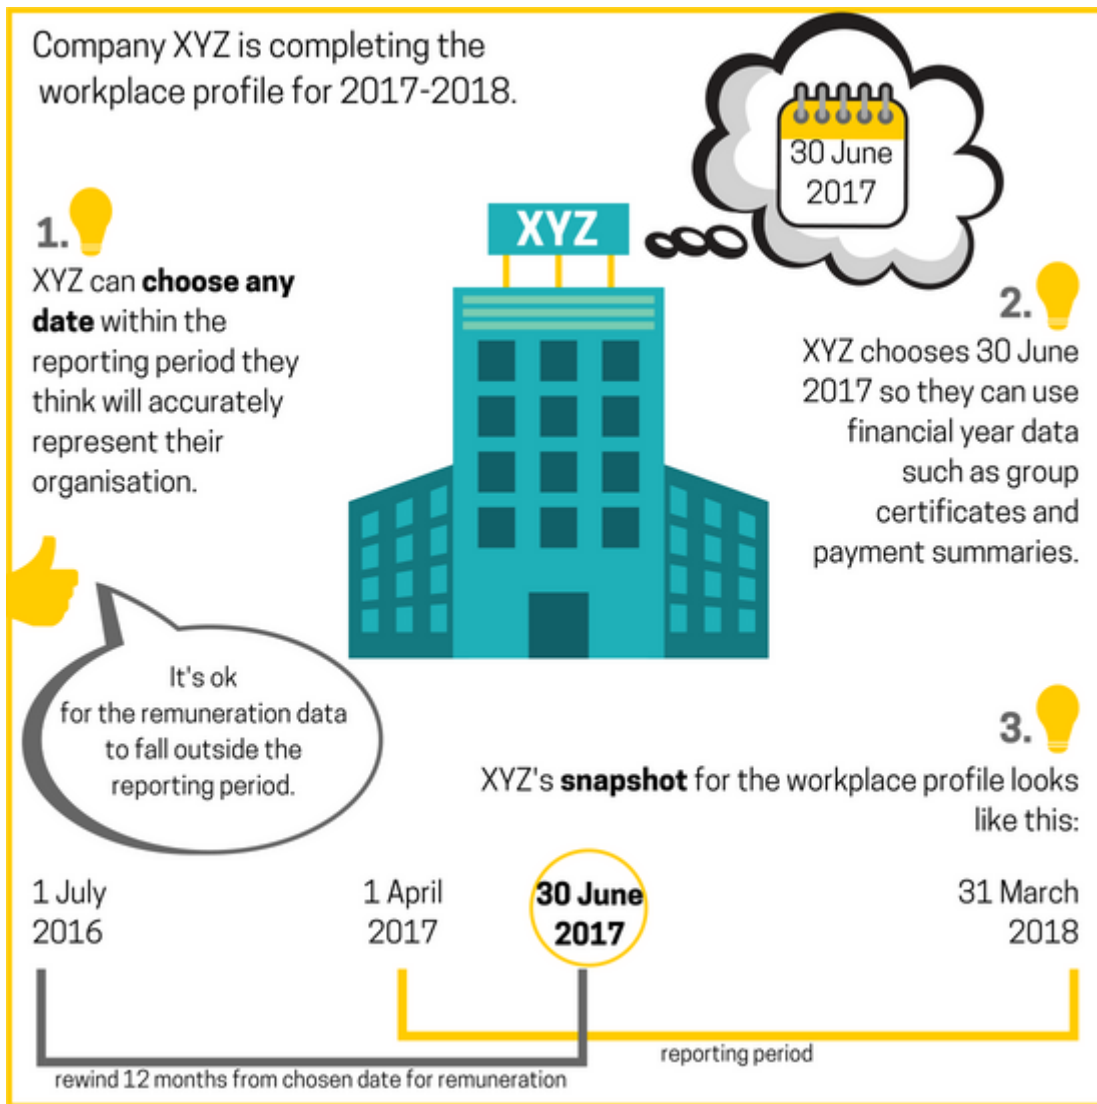 Company XYZ is completing the
workplace profile for 2017-2018.
30 June
2017
XYZ
1.
XYZ can choose any
date within the
reporting period they
think will accurately
represent their
organisation.
2.
XYZ chooses 30 June
2017 so they can use
financial year data
such as group
certificates and
payment summaries.
It's ok
for the remuneration data
to fall outside the
reporting period.
3.
XYZ's snapshot for the workplace profile looks
like this:
1 July
2016
1 April
2017
30 June
2017
31 March
2018
reporting period
rewind 12 months from chosen date for remuneration